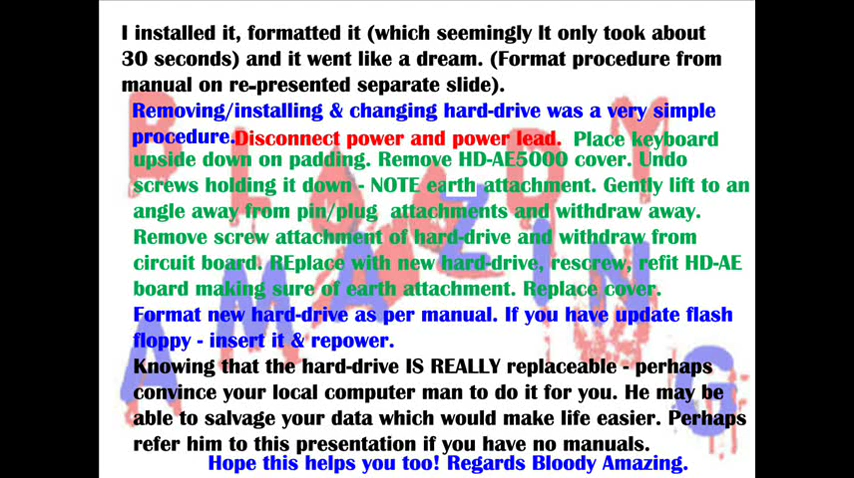 I installed it, formatted it (which seemingly It only took about
30 seconds) and it went like a dream. (Format procedure from
manual on re-presented separate slide).
Removing/installing & changing hard-drive was a very simple
procedure.Disconnect power and power lead. Place keyboard
upside down on padding. Remove HD-AE5000 cover. Undo
screws holding it down - NOTE earth attachment. Gently lift to an
angle away from pin/plug attachments and withdraw away.
Remove screw attachment of hard-drive and withdraw from
circuit board. REplace with new hard-drive, rescrew, refit HD-AE
board making sure of earth attachment. Replace cover.
Format new hard-drive as per manual. If you have update flash
floppy - insert it & repower.
Knowing that the hard-drive IS REALLY replaceable - perhaps
convince your local computer man to do it for you. He may be
able to salvage your data which would make life easier. Perhaps
refer him to this presentation if you have no manuals.
Hope this helps you too! Regards Bloody Amazing.
BLOODY
AMAZING